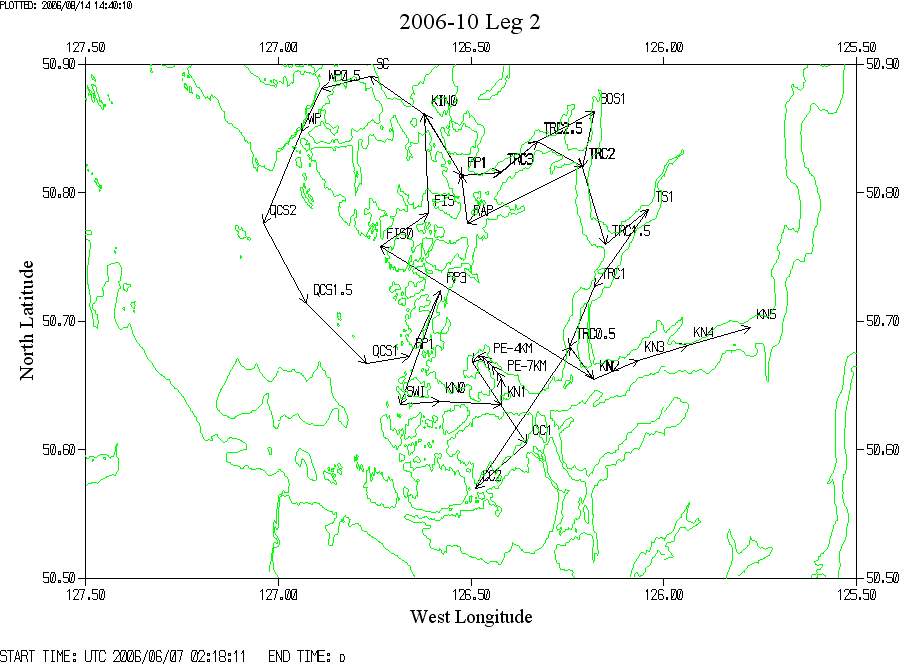 PLOTTED: 2006/08/14 14:40:10
2006-10 Leg 2
127.50 127.00 126.50 126.00 125.50
50.90 50.90
SC
WP0.5
KIN0
SOS1
WP
TRC2.5
PP1 TRC3 TRC2
50.80 50.80
FIS
TS1
QCS2
RAP
FIS0
TRC1.5
RP3
TRC1
QCS1.5
North Latitude
KN5
50.70 50.70
TRC0.5
KN4
QCS1 RP1 PE-4KM
KN3
PE-7KM
KN2
SWI KN0 KN1
CC1
50.60 50.60
CC2
50.50 50.50
127.50 127.00 126.50 126.00 125.50
West Longitude
START TIME: UTC 2006/06/07 02:18:11 END TIME: o